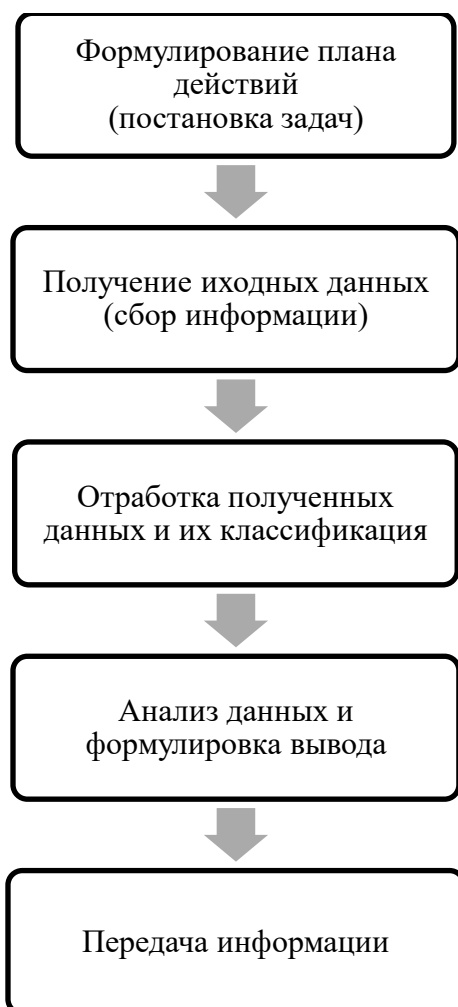 Формулирование плана
действий
(постановка задач)
Получение иходных данных
(сбор информации)
Отработка полученных
данных и их классификация
Анализ данных и
формулировка вывода
Передача информации